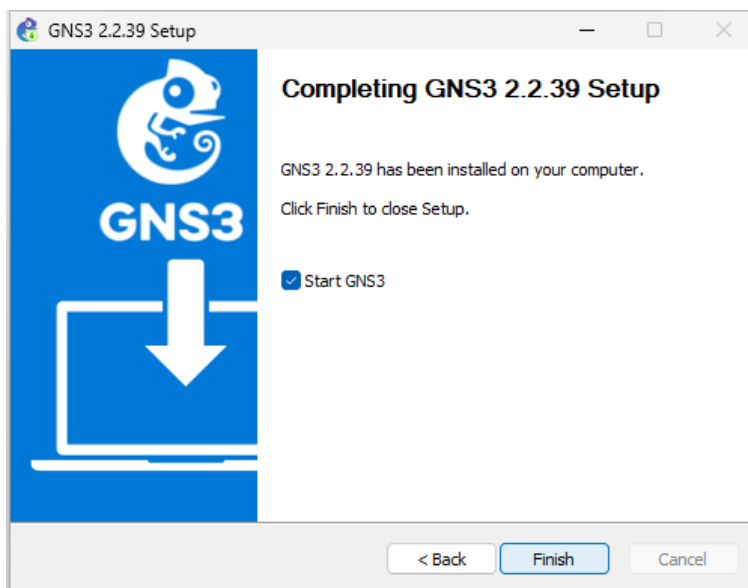 GNS3 2.2.39 Setup
Completing GNS3 2.2.39 Setup
GNS3 2.2.39 has been installed on your computer.
Click Finish to close Setup.
GNS3
Start GNS3
< Back
Finish
Cancel